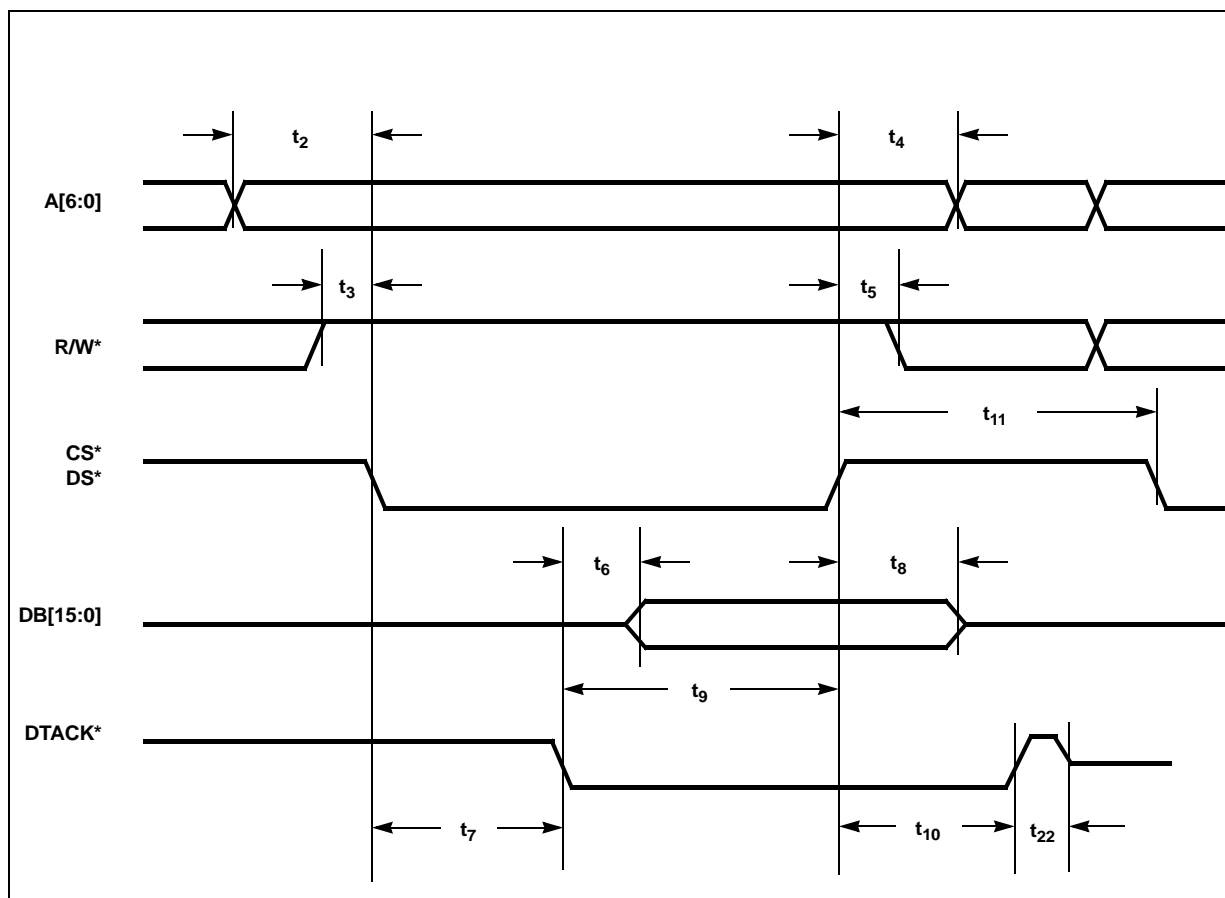 t2
t4
A[6:0]
t3
t5
R/W*
t11
CS*
DS*
t6
t8
DB[15:0]
t9
DTACK*
t7
t10
t22